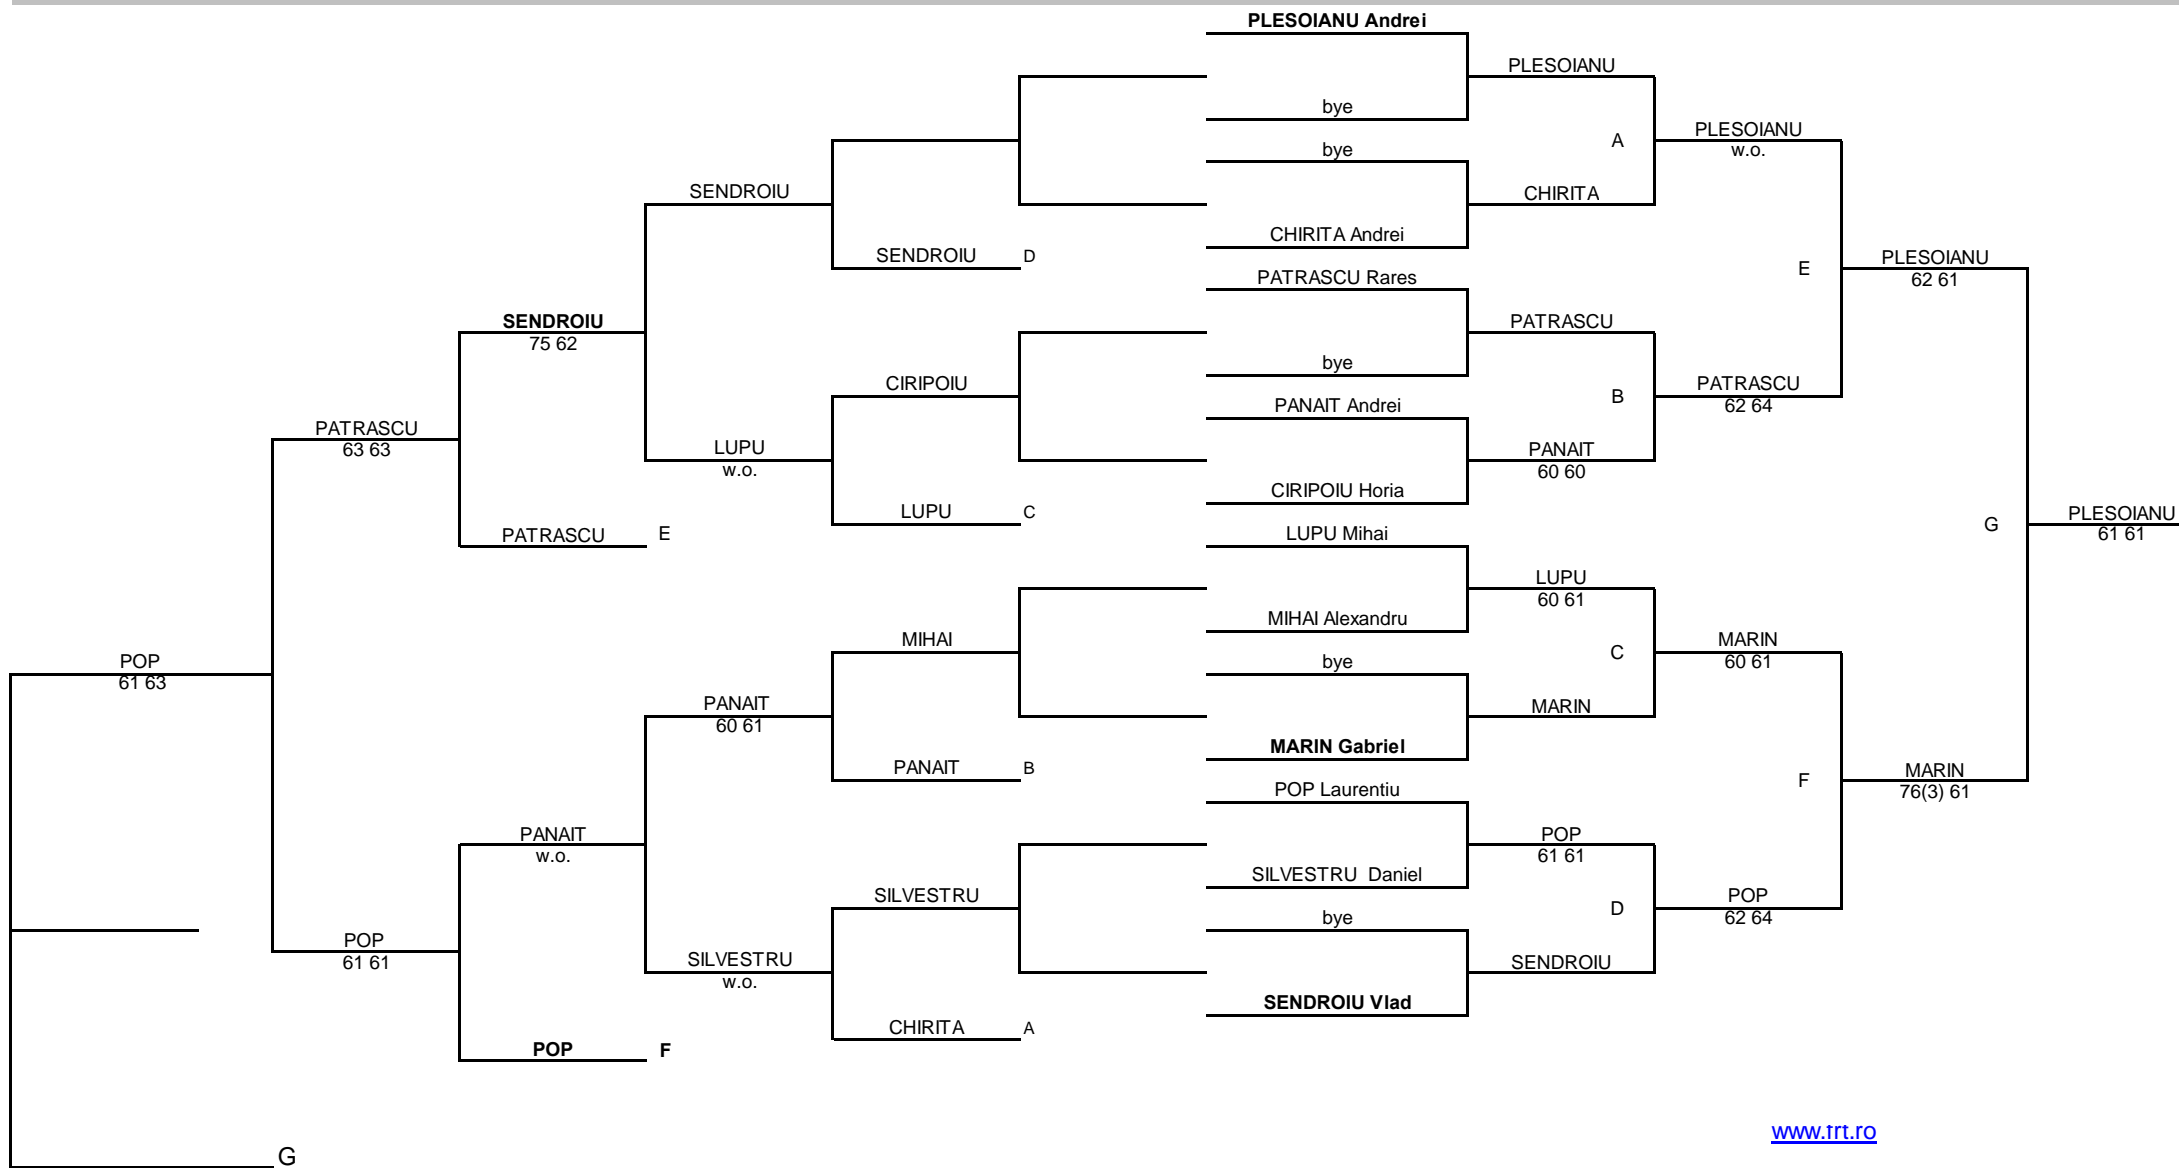 PLESOIANU Andrei
PLESOIANU
bye
A
PLESOIANU
w.o.
bye
SENDROIU
CHIRITA
CHIRITA Andrei
SENDROIU
D
PLESOIANU
62 61
E
PATRASCU Rares
SENDROIU
75 62
PATRASCU
bye
CIRIPOIU
B
PATRASCU
62 64
PANAIT Andrei
PATRASCU
63 63
LUPU
w.o.
PANAIT
60 60
CIRIPOIU Horia
LUPU
C
G
PLESOIANU
61 61
PATRASCU
E
LUPU Mihai
LUPU
60 61
MIHAI Alexandru
MIHAI
C
MARIN
60 61
POP
61 63
bye
PANAIT
60 61
MARIN
MARIN Gabriel
PANAIT
B
F
MARIN
76(3) 61
POP Laurentiu
PANAIT
w.o.
POP
61 61
SILVESTRU Daniel
SILVESTRU
D
POP
62 64
bye
POP
61 61
SILVESTRU
w.o.
SENDROIU
SENDROIU Vlad
CHIRITA
A
POP
F
www.frt.ro
G